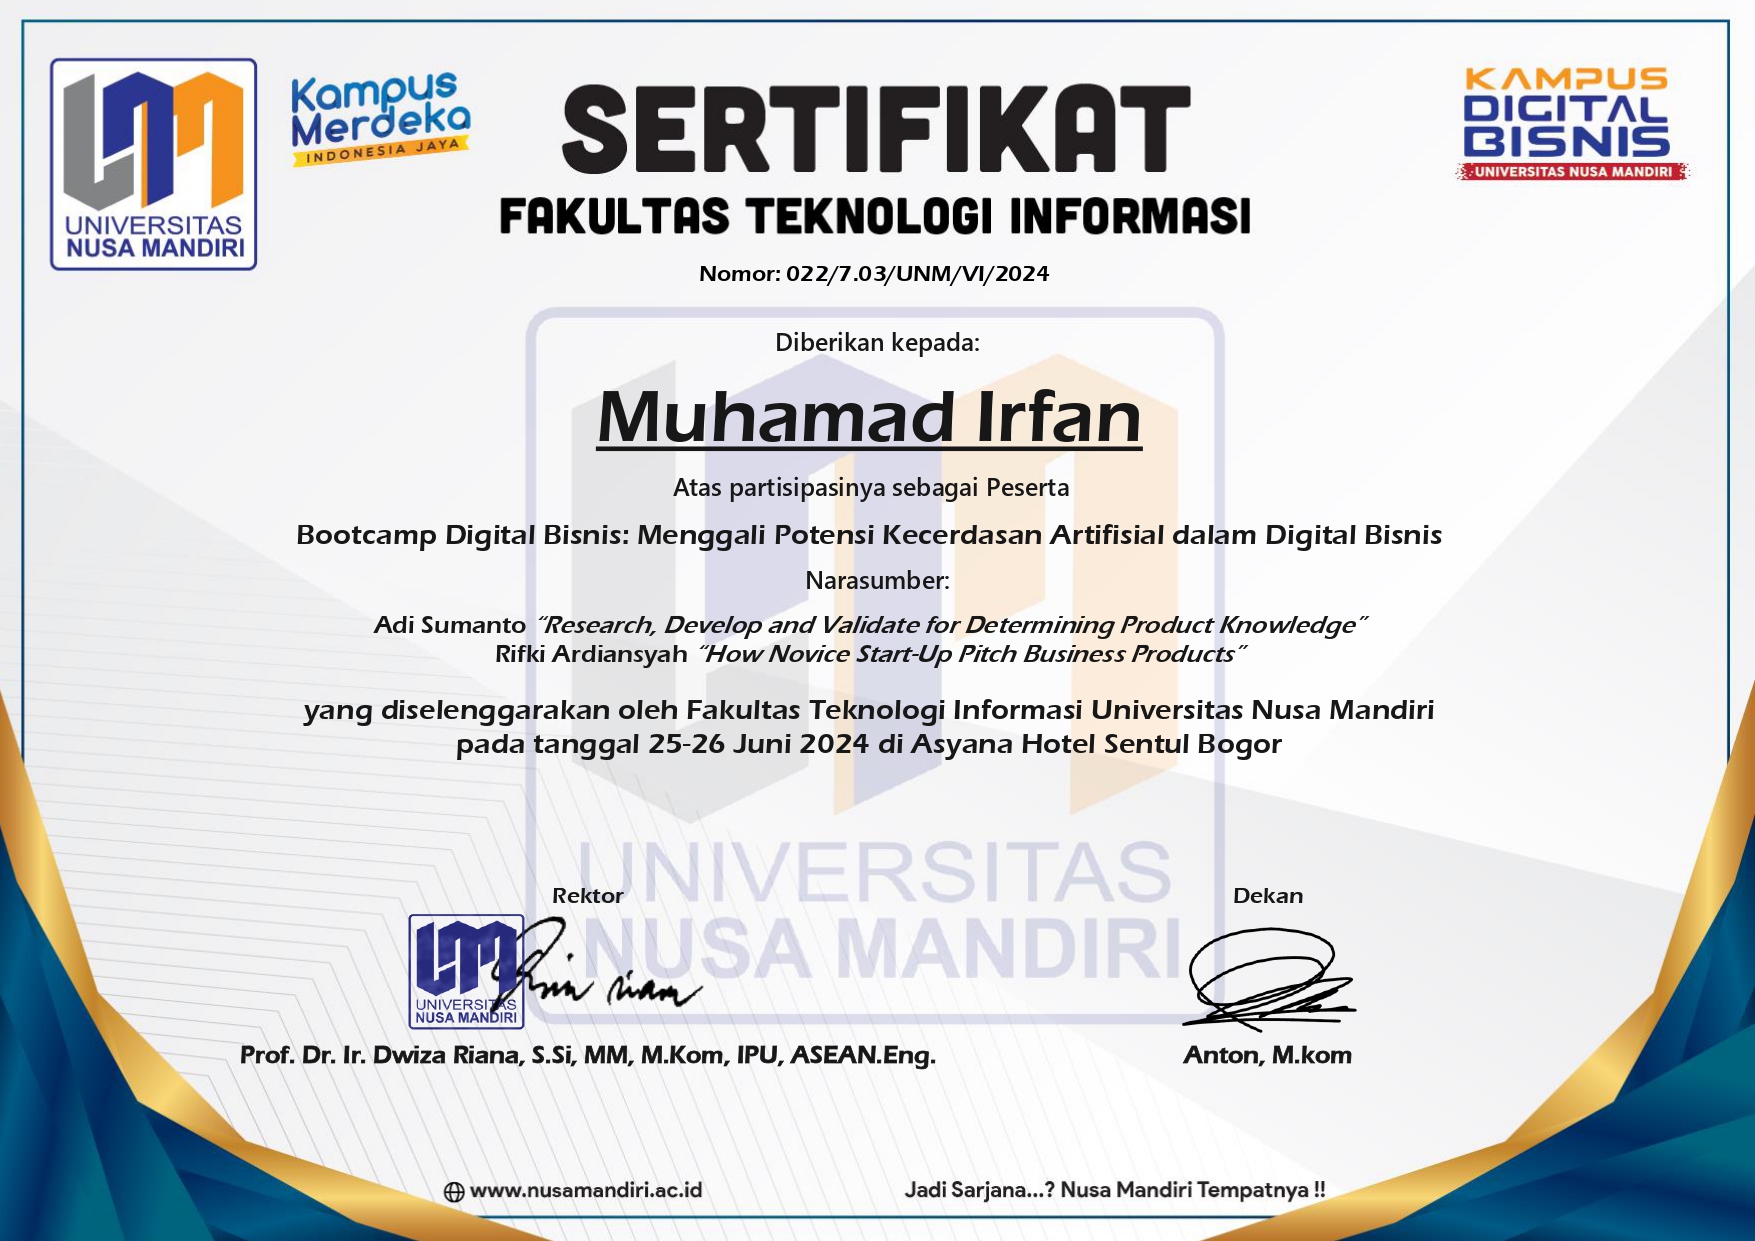 UNIVERSITAS
NUSA MANDIRI
Kampus
Merdeka
INDONESIA JAYA
SERTIFIKAT
FAKULTAS TEKNOLOGI INFORMASI
KAMPUS
DIGITAL
BISNIS
UNIVERSITAS NUSA MANDIRI
Nomor: 022/7.03/UNM/VI/2024
Diberikan kepada:
Muhamad Irfan
Atas partisipasinya sebagai Peserta
Bootcamp Digital Bisnis: Menggali Potensi Kecerdasan Artifisial dalam Digital Bisnis
Narasumber:
Adi Sumanto “Research, Develop and Validate for Determining Product Knowledge”
Rifki Ardiansyah “How Novice Start-Up Pitch Business Products”
yang diselenggarakan oleh Fakultas Teknologi Informasi Universitas Nusa Mandiri
pada tanggal 25-26 Juni 2024 di Asyana Hotel Sentul Bogor
UNIVERSITAS
NUSA MANDIRI
Rektor
UNIVERSITAS
NUSA MANDIRI
Prof. Dr. Ir. Dwiza Riana, S.Si, MM, M.Kom, IPU, ASEAN.Eng.
Dekan
Anton, M.kom
www.nusamandiri.ac.id
Jadi Sarjana...? Nusa Mandiri Tempatnya !!